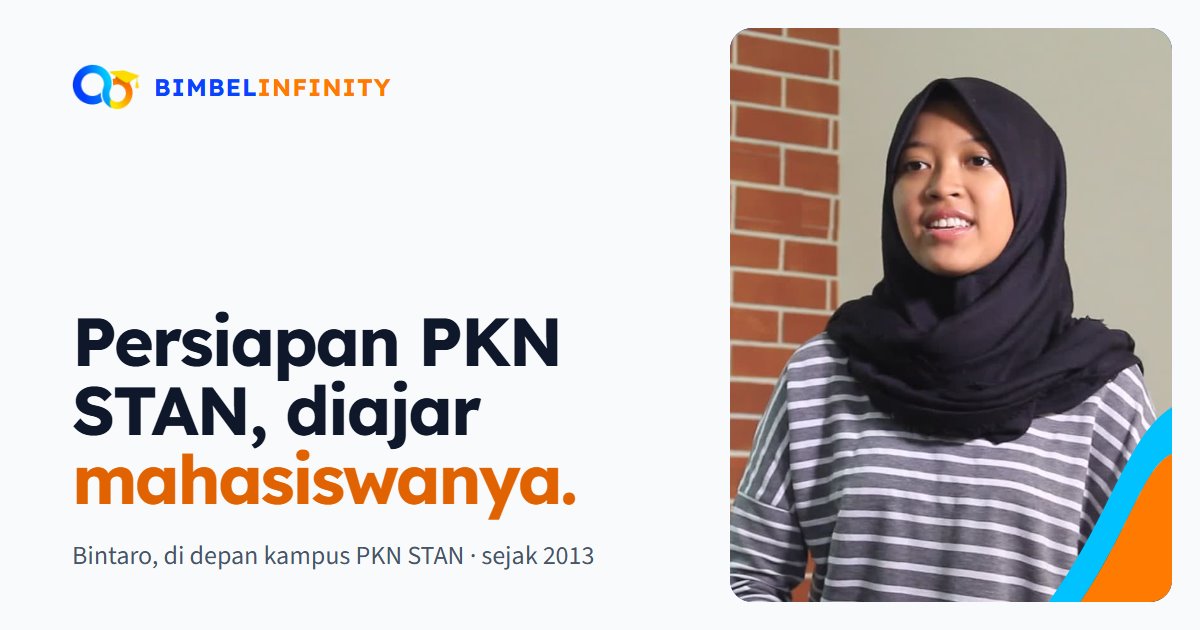 BIMBELINFINITY
Persiapan PKN
STAN, diajar
mahasiswanya.
Bintaro, di depan kampus PKN STAN · sejak 2013